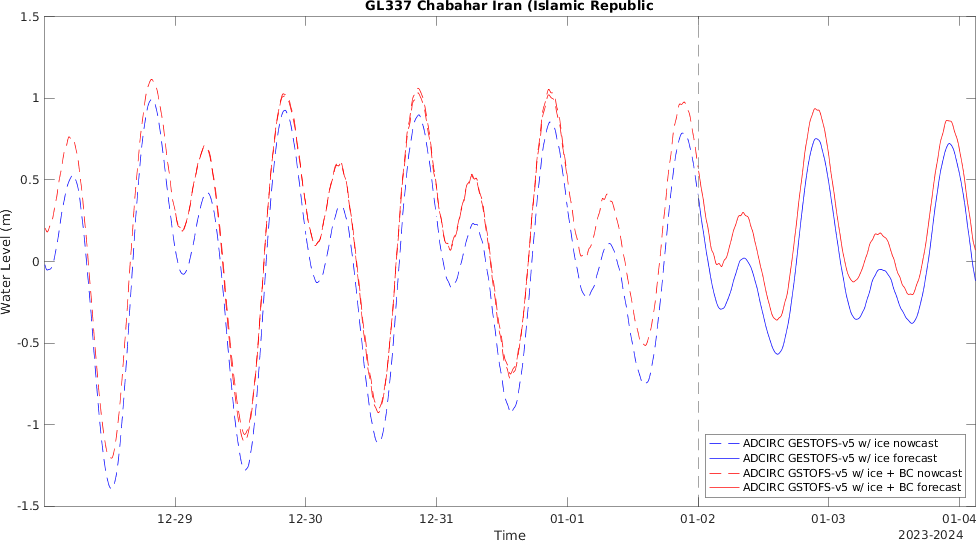 GL337 Chabahar Iran (Islamic Republic
Water Level (m)
1.5
1
0.5
0
-0.5
-1
-1.5
12-29
12-30
12-31
01-01
01-02
01-03
01-04
Time
2023-2024
ADCIRC GESTOFS-v5 w/ ice nowcast
ADCIRC GESTOFS-v5 w/ ice forecast
ADCIRC GSTOFS-v5 w/ ice + BC nowcast
ADCIRC GSTOFS-v5 w/ ice + BC forecast